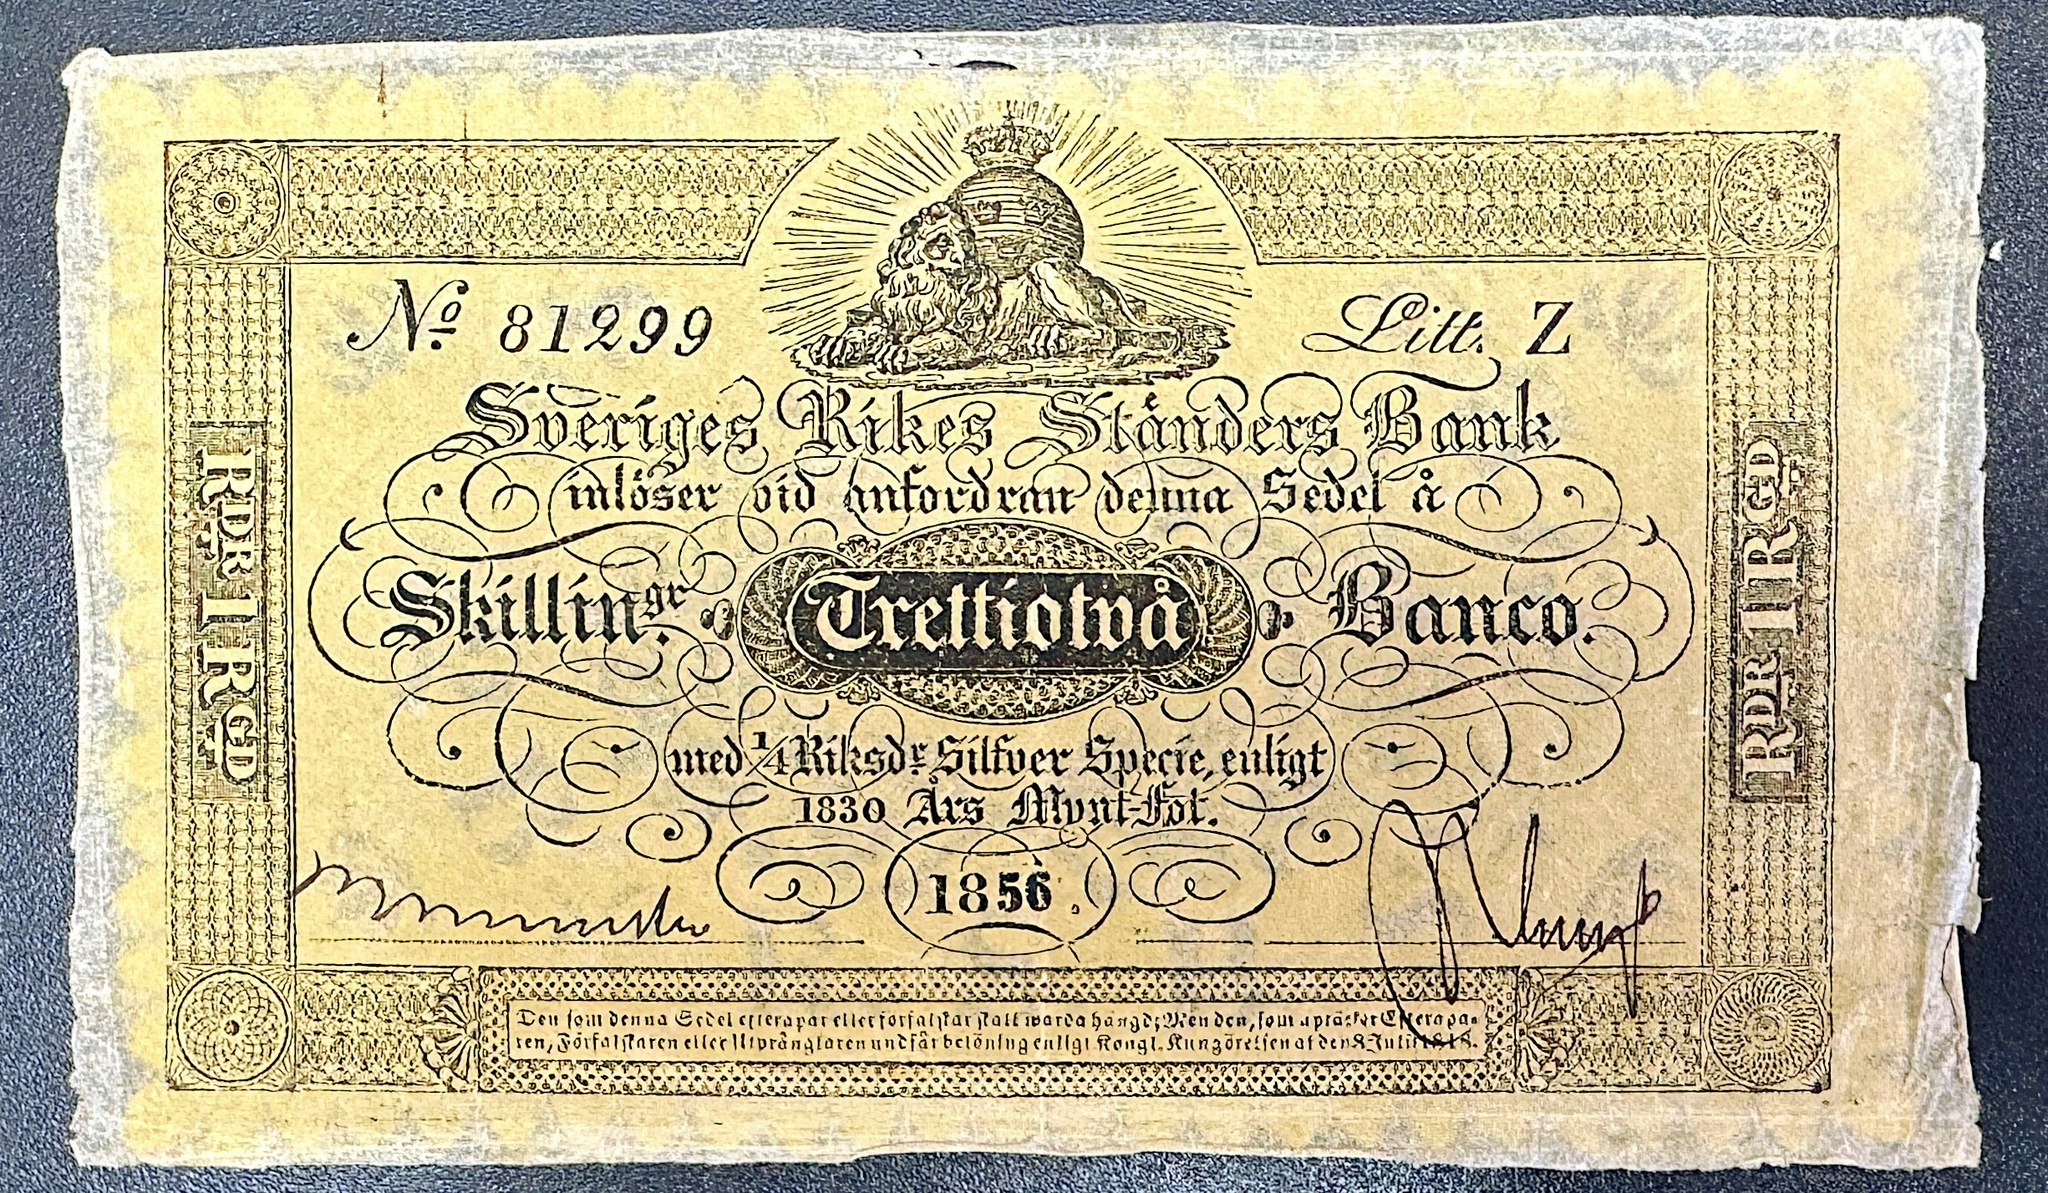 Nº 81299
Litt. Z
Sveriges Rikes Ständers Bank
inlöser vid anfordran denna Sedel å
Skilling.r Trettiotvå Banco.
med 1/4 Riksd.r Silfver Specie, enligt
1830 Års Mynt-Fot.
1856.
RDR 1 RGD
RDR 1 RGD
Den som denna Sedel efterapar eller förfalskar skall warda hängd; Men den, som uptäcker Efterapa-
ren, Förfalskaren eller Utprånglaren undfår belöning enligt Kongl. Kungörelsen af den 8 Julii 1818.